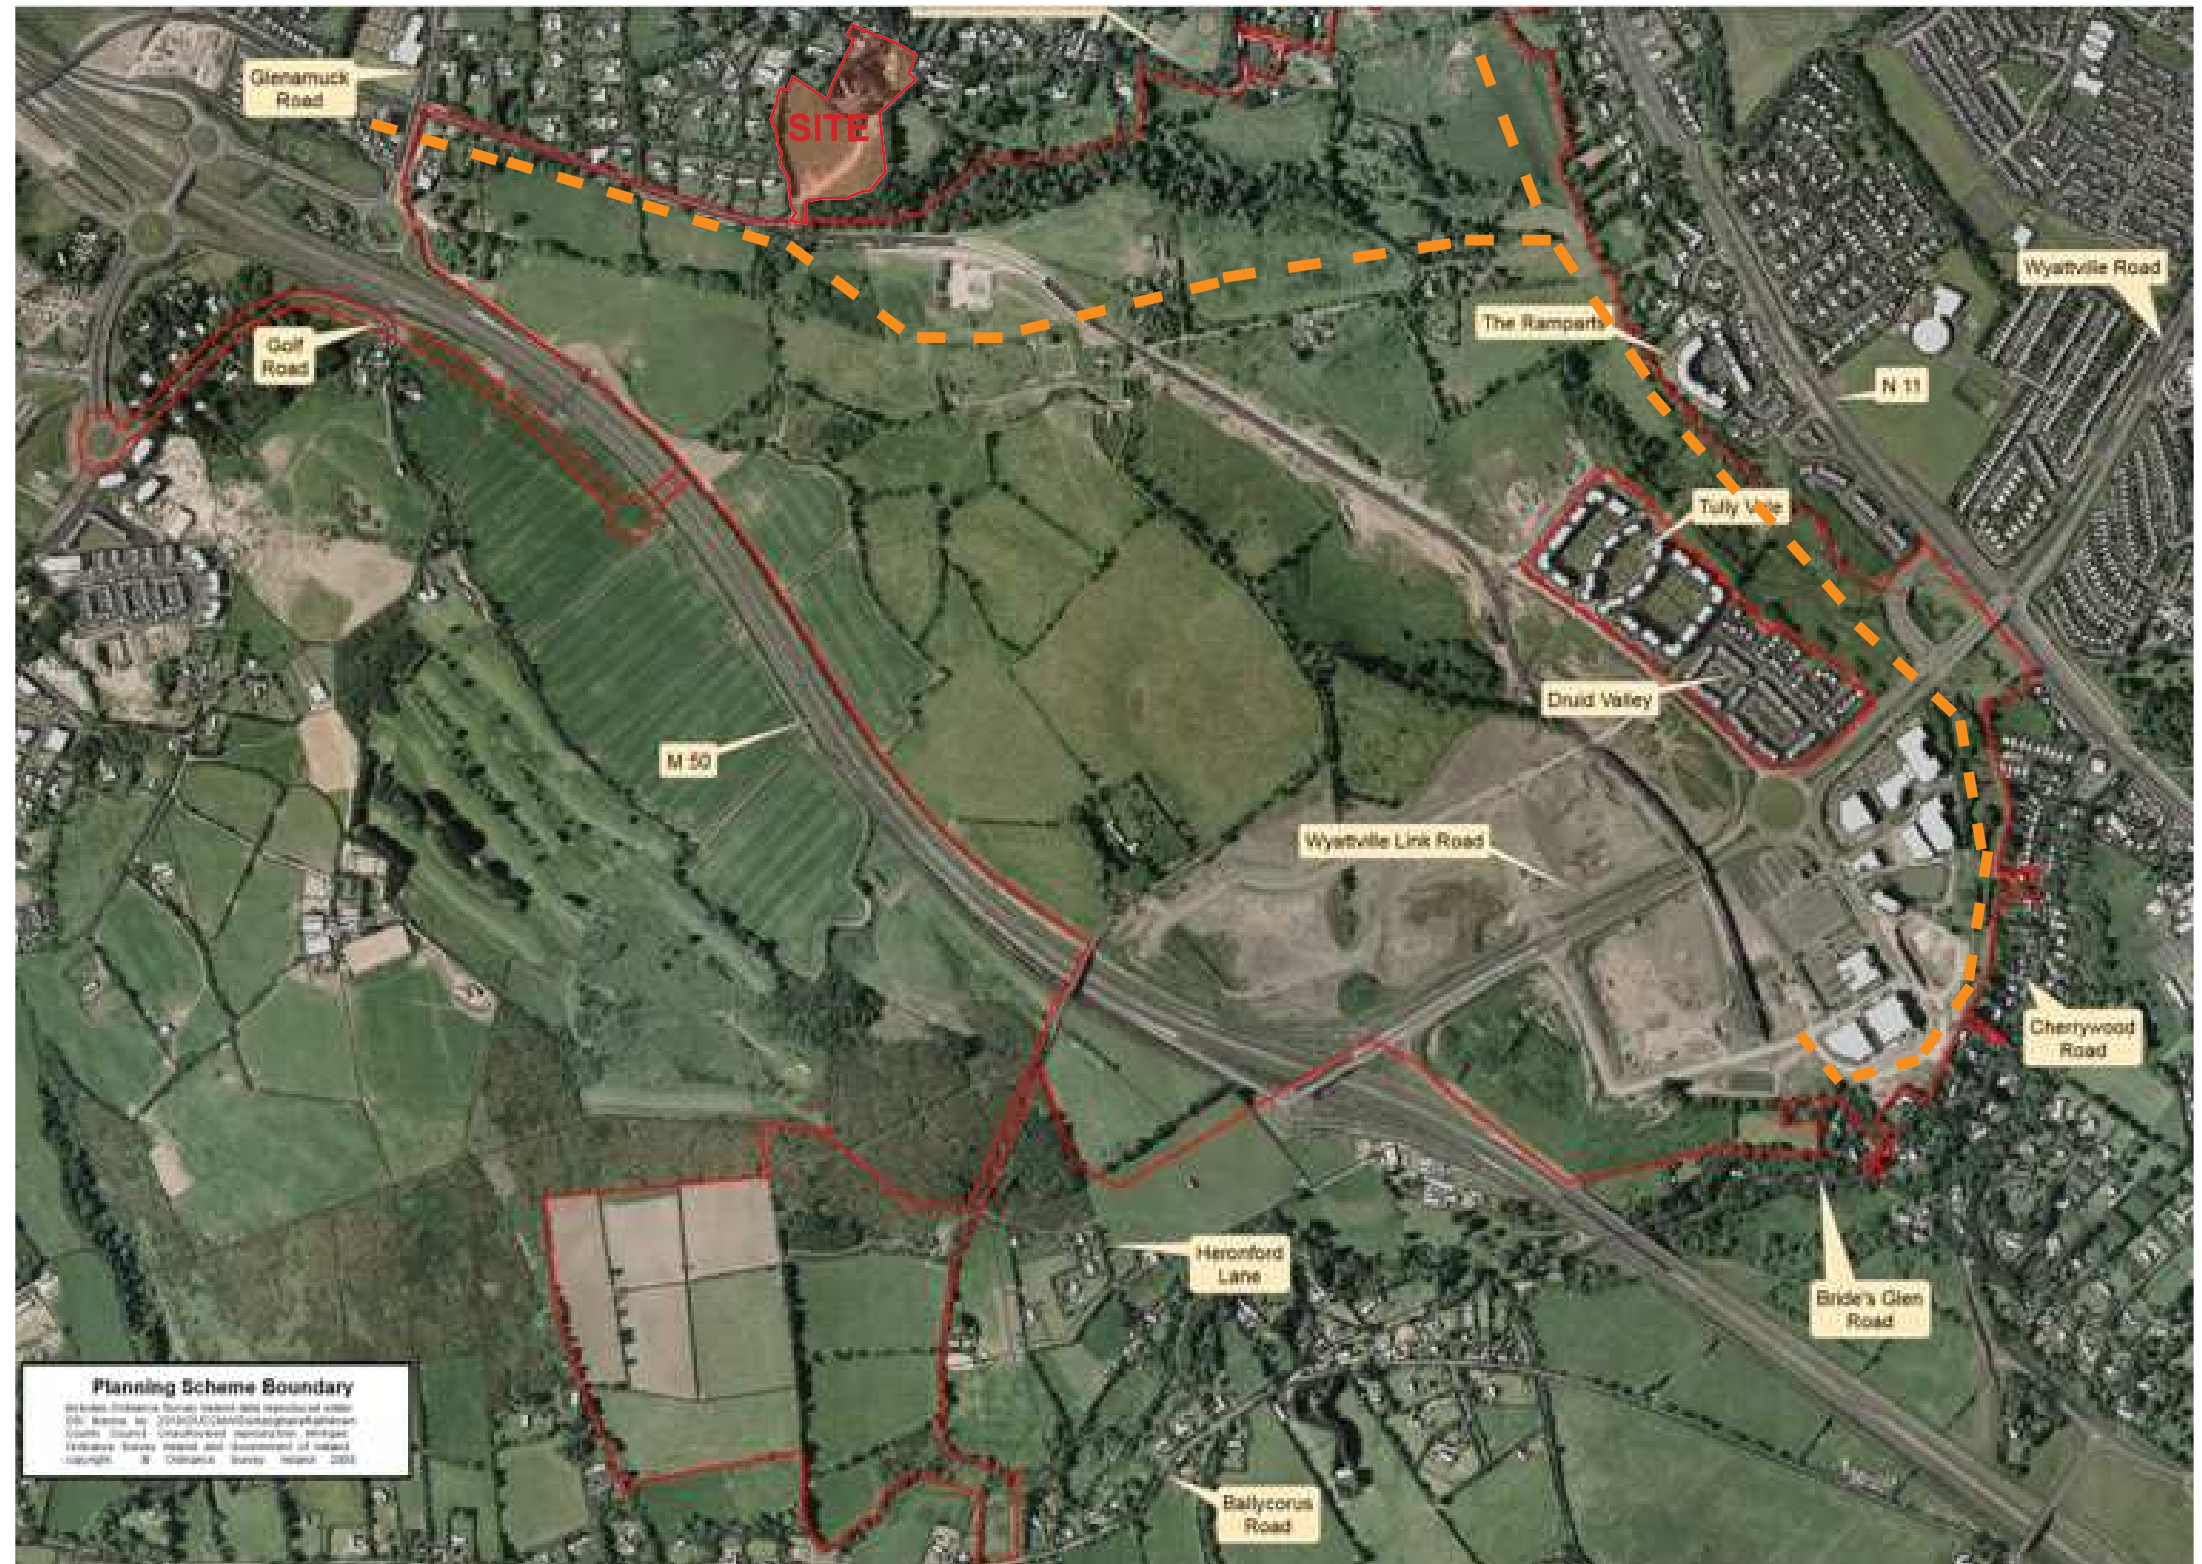 Glenamuck
Road
SITE
Wyattville Road
The Ramparts
Golf
Road
N 11
Tully Vale
Druid Valley
M 50
Wyattville Link Road
Cherrywood
Road
Heronford
Lane
Bride's Glen
Road
Planning Scheme Boundary
Ballycorus
Road